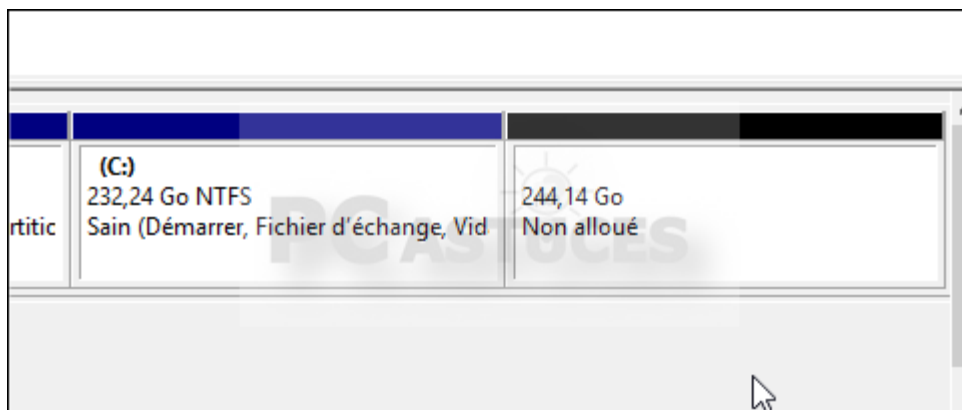 (C:)
232,24 Go NTFS
rtitic Sain (Démarrer, Fichier d'échange, Vid
244,14 Go
Non alloué
PC ASTUCES